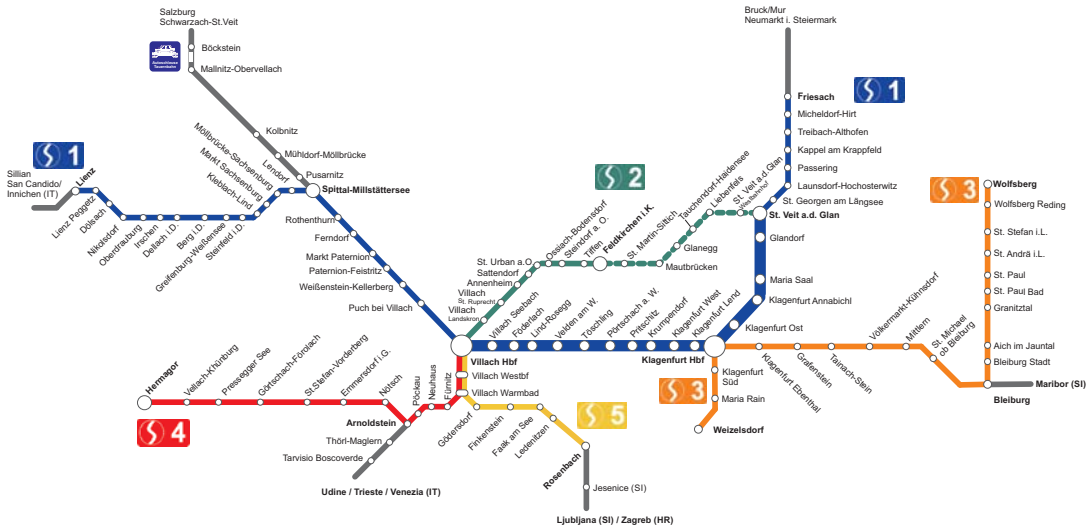 Salzburg
Schwarzach-St.Veit
Böckstein
Autoschleuse
Tauernbahn
Mallnitz-Obervellach
Kolbnitz
Mühldorf-Möllbrücke
Pusarnitz
Spittal-Millstättersee
S 1
Sillian
San Candido/
Innichen (IT)
Lienz
Lienz Peggetz
Dölsach
Nikolsdorf
Oberdrauburg
Irschen
Dellach i.D.
Berg i.D.
Greifenburg-Weißensee
Steinfeld i.D.
Kleblach-Lind
Markt Sachsenburg
Möllbrücke-Sachsenburg
Lendorf
Rothenthurn
Ferndorf
Markt Paternion
Paternion-Feistritz
Weißenstein-Kellerberg
Puch bei Villach
Villach Hbf
Villach Westbf
Villach Warmbad
S 2
Villach
Landskron
Villach
St. Ruprecht
Annenheim
Sattendorf
St. Urban a.O.
Ossiach-Bodensdorf
Steindorf a. O.
Tiffen
Feldkirchen i.K.
St. Martin-Sittich
Mautbrücken
Glanegg
Tauchendorf-Haidensee
Liebenfels
St. Veit a.d. Glan
Westbahnhof
Bruck/Mur
Neumarkt i. Steiermark
Friesach
S 1
Micheldorf-Hirt
Treibach-Althofen
Kappel am Krappfeld
Passering
Launsdorf-Hochosterwitz
St. Georgen am Längsee
St. Veit a.d. Glan
Glandorf
Maria Saal
Klagenfurt Annabichl
Klagenfurt Ost
Klagenfurt Hbf
Villach Seebach
Föderlach
Lind-Rosegg
Velden am W.
Töschling
Pörtschach a. W.
Pritschitz
Krumpendorf
Klagenfurt West
Klagenfurt Lend
S 3
Wolfsberg
Wolfsberg Reding
St. Stefan i.L.
St. Andrä i.L.
St. Paul
St. Paul Bad
Granitztal
Aich im Jauntal
Bleiburg Stadt
Bleiburg
Maribor (SI)
St. Michael
ob Bleiburg
Mittlern
Völkermarkt-Kühnsdorf
Tainach-Stein
Grafenstein
Klagenfurt Ebenthal
S 3
Klagenfurt
Süd
Maria Rain
Weizelsdorf
Hermagor
S 4
Vellach-Khünburg
Pressegger See
Görtschach-Förolach
St.Stefan-Vorderberg
Emmersdorf i.G.
Nötsch
Arnoldstein
Pöckau
Neuhaus
Fürnitz
Thörl-Maglern
Tarvisio Boscoverde
Udine / Trieste / Venezia (IT)
S 5
Gödersdorf
Finkenstein
Faak am See
Ledenitzen
Rosenbach
Jesenice (SI)
Ljubljana (SI) / Zagreb (HR)